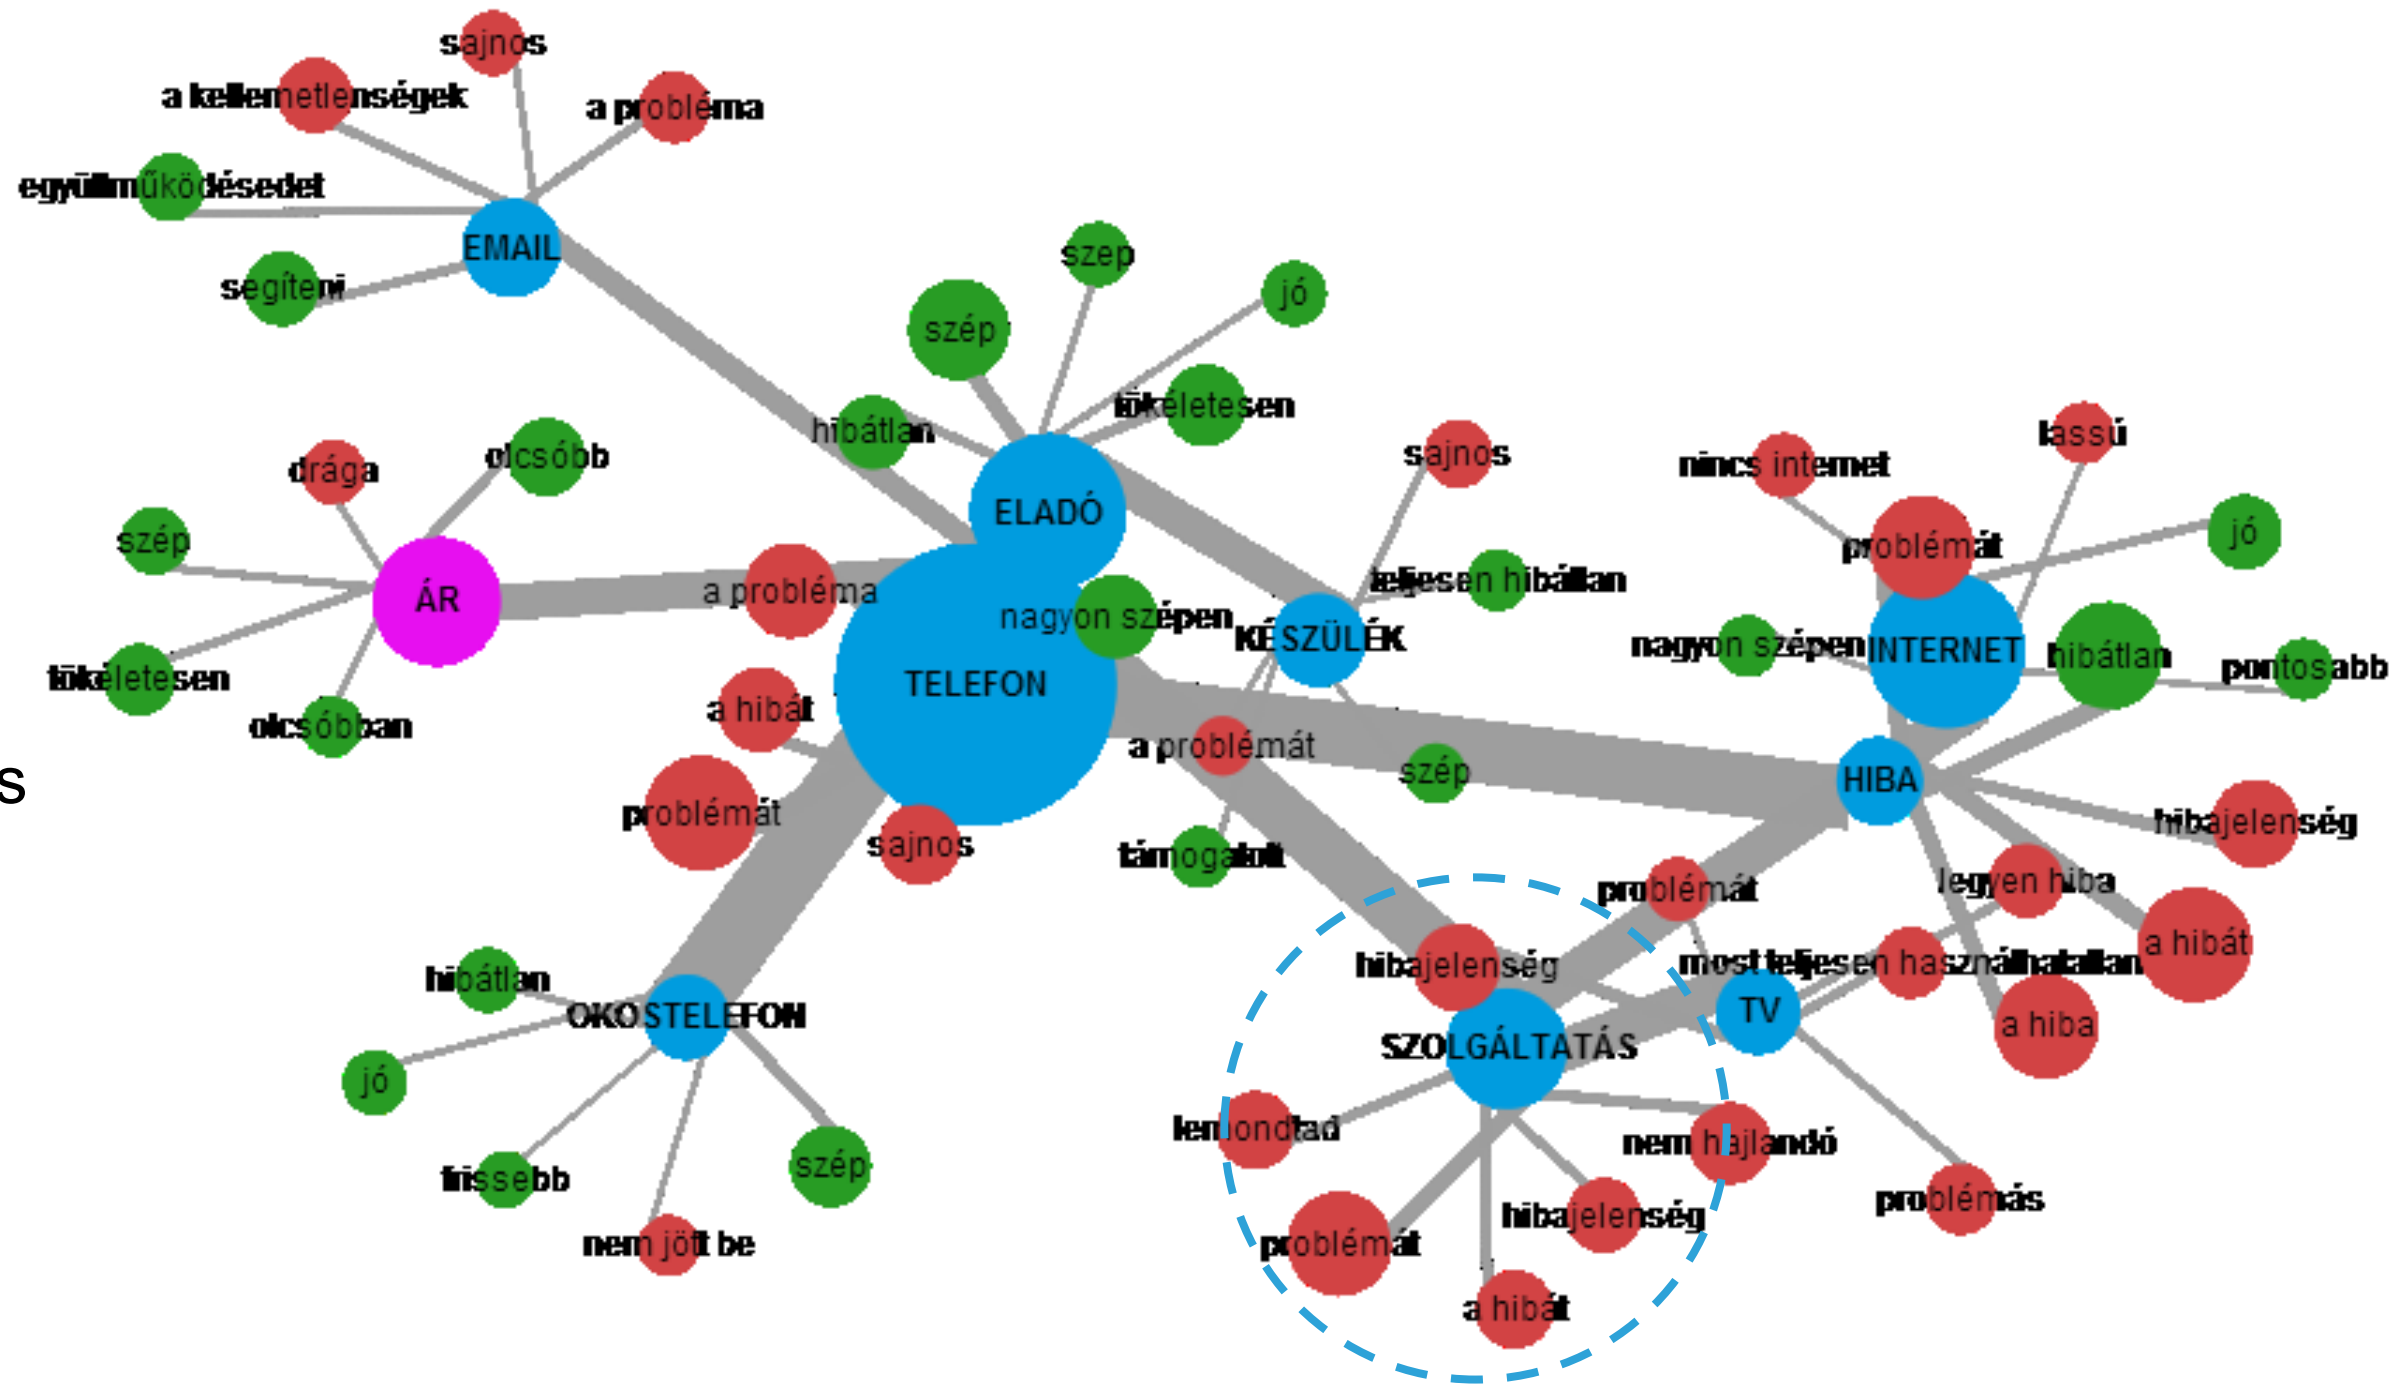 sajnos
a kellemetlenségek
a probléma
együttműködésedet
EMAIL
segíteni
szep
jó
szép
tökéletesen
hibátlan
drága
olcsóbb
ELADÓ
sajnos
nincs internet
lassú
szép
problémát
jó
ÁR
a probléma
nagyon szépen
teljesen hibátlan
KÉSZÜLÉK
nagyon szépen
INTERNET
hibátlan
pontosabb
tökéletesen
TELEFON
olcsóbban
a hibát
a problémát
szép
HIBA
s
problémát
sajnos
támogatott
hibajelenség
problémát
legyen hiba
hibátlan
hibajelenség
most teljesen használhatatlan
a hibát
OKOSTELEFON
TV
a hiba
SZOLGÁLTATÁS
jó
lemondtad
nem hajlandó
szép
frissebb
problémás
hibajelenség
nem jött be
problémát
a hibát